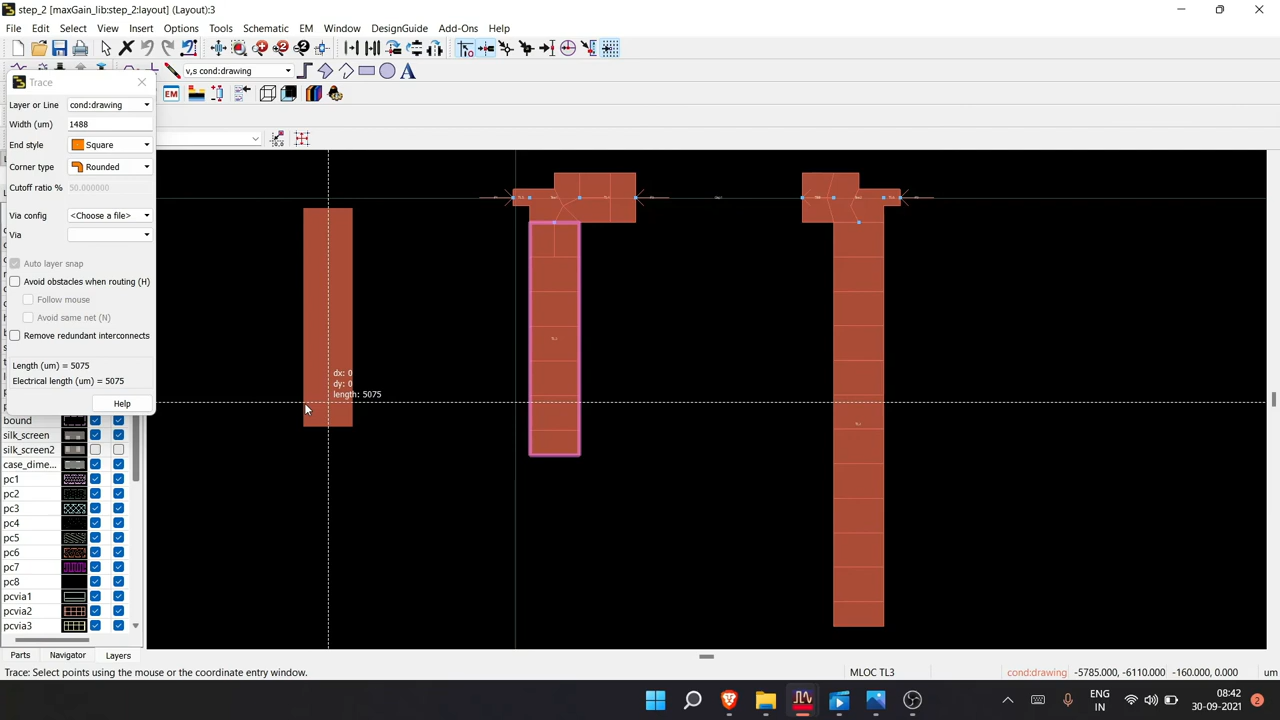 step_2 [maxGain_lib:step_2:layout] (Layout):3
File Edit Select View Insert Options Tools Schematic EM Window DesignGuide Add-Ons Help
v,s cond:drawing
Trace
EM
Layer or Line cond:drawing
Width (um) 1488
End style Square
Corner type Rounded
Cutoff ratio % 50.000000
Via config <Choose a file>
Via
Auto layer snap
Avoid obstacles when routing (H)
Follow mouse
Avoid same net (N)
Remove redundant interconnects
Length (um) = 5075
Electrical length (um) = 5075
Help
dx: 0
dy: 0
length: 5075
bound
silk_screen
silk_screen2
case_dime...
pc1
pc2
pc3
pc4
pc5
pc6
pc7
pc8
pcvia1
pcvia2
pcvia3
Parts Navigator Layers
Trace: Select points using the mouse or the coordinate entry window.
MLOC TL3
cond:drawing -5785.000, -6110.000 -160.000, 0.000 um
ENG
IN
08:42
30-09-2021
2